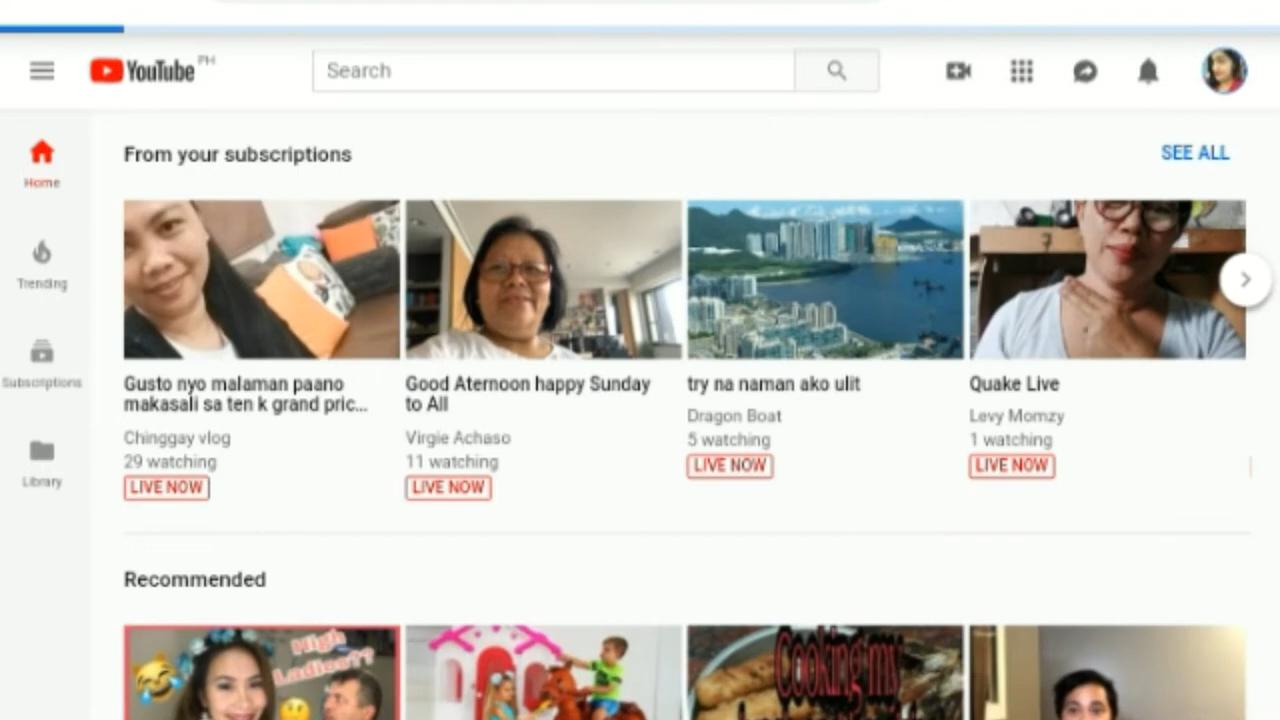 YouTube PH
Search
Home
Trending
Subscriptions
Library
From your subscriptions
SEE ALL
Gusto nyo malaman paano
makasali sa ten k grand pric...
Chinggay vlog
29 watching
LIVE NOW
Good Aternoon happy Sunday
to All
Virgie Achaso
11 watching
LIVE NOW
try na naman ako ulit
Dragon Boat
5 watching
LIVE NOW
Quake Live
Levy Momzy
1 watching
LIVE NOW
Recommended
High
Ladies??
Cooking my